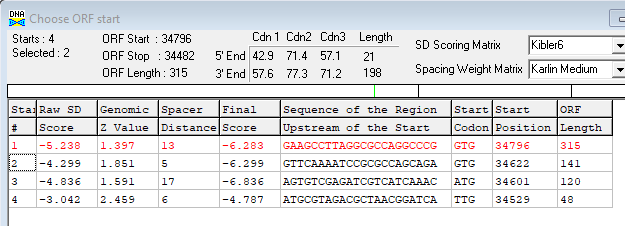 DNA Choose ORF start
Starts : 4 ORF Start : 34796 Cdn 1 Cdn2 Cdn3 Length SD Scoring Matrix Kibler6
Selected : 2 ORF Stop : 34482 5' End 42.9 71.4 57.1 21
ORF Length : 315 3' End 57.6 77.3 71.2 198 Spacing Weight Matrix Karlin Medium
Star Raw SD Genomic Spacer Final Sequence of the Region Start Start ORF
# Score Z Value Distance Score Upstream of the Start Codon Position Length
1 -5.238 1.397 13 -6.283 GAAGCCTTAGGCGCCAGGCCCG GTG 34796 315
2 -4.299 1.851 5 -6.299 GTTCAAAATCCGCGCCAGCAGA GTG 34622 141
3 -4.836 1.591 17 -6.836 AGTGTCGAGATCGTCATCAAAC ATG 34601 120
4 -3.042 2.459 6 -4.787 ATGCGTAGACGCTAACGGATCA TTG 34529 48